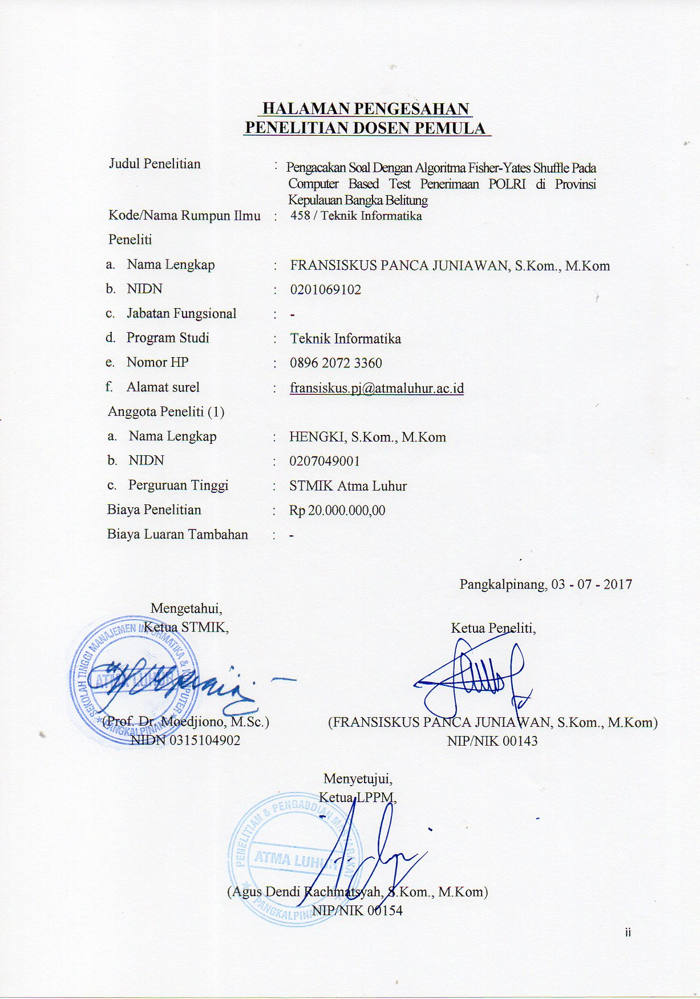 HALAMAN PENGESAHAN
PENELITIAN DOSEN PEMULA
Judul Penelitian : Pengacakan Soal Dengan Algoritma Fisher-Yates Shuffle Pada
Computer Based Test Penerimaan POLRI di Provinsi
Kepulauan Bangka Belitung
Kode/Nama Rumpun Ilmu : 458 / Teknik Informatika
Peneliti
a. Nama Lengkap : FRANSISKUS PANCA JUNIAWAN, S.Kom., M.Kom
b. NIDN : 0201069102
c. Jabatan Fungsional : -
d. Program Studi : Teknik Informatika
e. Nomor HP : 0896 2072 3360
f. Alamat surel : fransiskus.pj@atmaluhur.ac.id
Anggota Peneliti (1)
a. Nama Lengkap : HENGKI, S.Kom., M.Kom
b. NIDN : 0207049001
c. Perguruan Tinggi : STMIK Atma Luhur
Biaya Penelitian : Rp 20.000.000,00
Biaya Luaran Tambahan : -
Pangkalpinang, 03 - 07 - 2017
Mengetahui,
Ketua STMIK,
Ketua Peneliti,
SEKOLAH TINGGI MANAJEMEN INFORMATIKA & KOMPUTER
ATMA LUHUR
PANGKALPINANG
(Prof. Dr. Moedjiono, M.Sc.)
NIDN 0315104902
(FRANSISKUS PANCA JUNIAWAN, S.Kom., M.Kom)
NIP/NIK 00143
Menyetujui,
Ketua LPPM,
PENELITIAN & PENGABDIAN MASYARAKAT
ATMA LUHUR
PANGKALPINANG
(Agus Dendi Rachmatsyah, S.Kom., M.Kom)
NIP/NIK 00154
ii